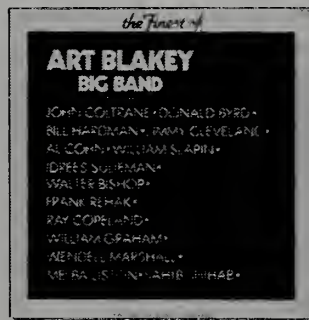 the Finest of
ART BLAKEY
BIG BAND
JOHN COLTRANE•DONALD BYRD•
BILL HARDMAN•JIMMY CLEVELAND•
AL COHN•WILLIAM SLAPIN•
IDREES SULIEMAN•
WALTER BISHOP•
FRANK REHAK•
RAY COPELAND•
WILLIAM GRAHAM•
WENDELL MARSHALL•
MELBA LISTON•SAHIB SHIHAB•